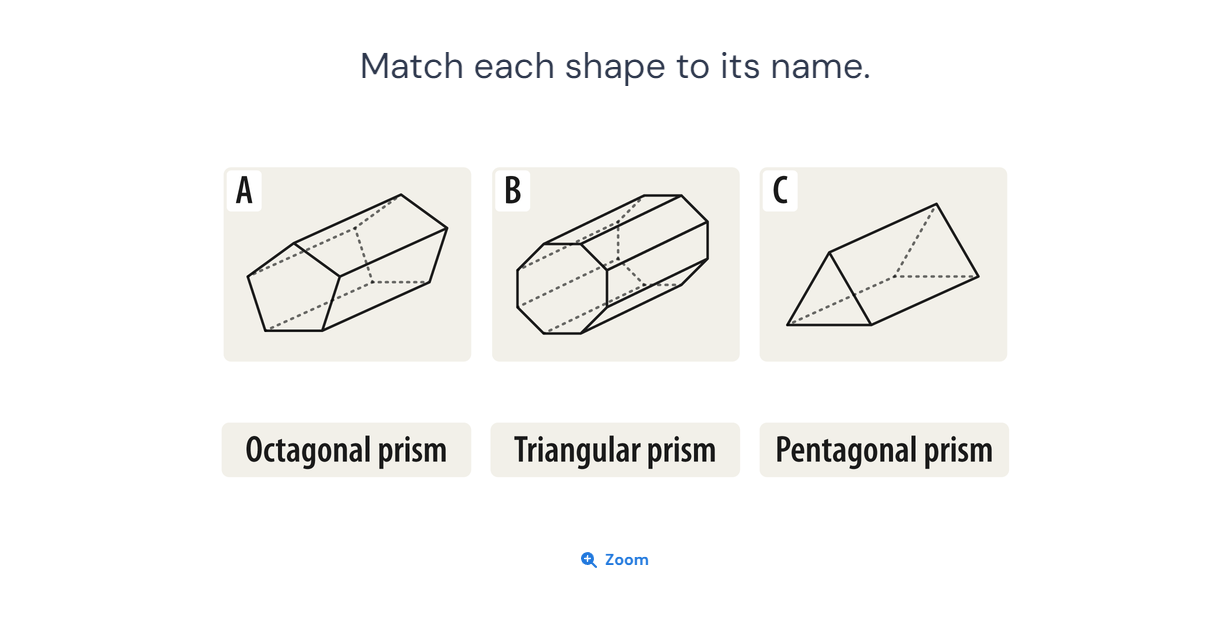 Match each shape to its name.
A
B
C
Octagonal prism
Triangular prism
Pentagonal prism
Zoom